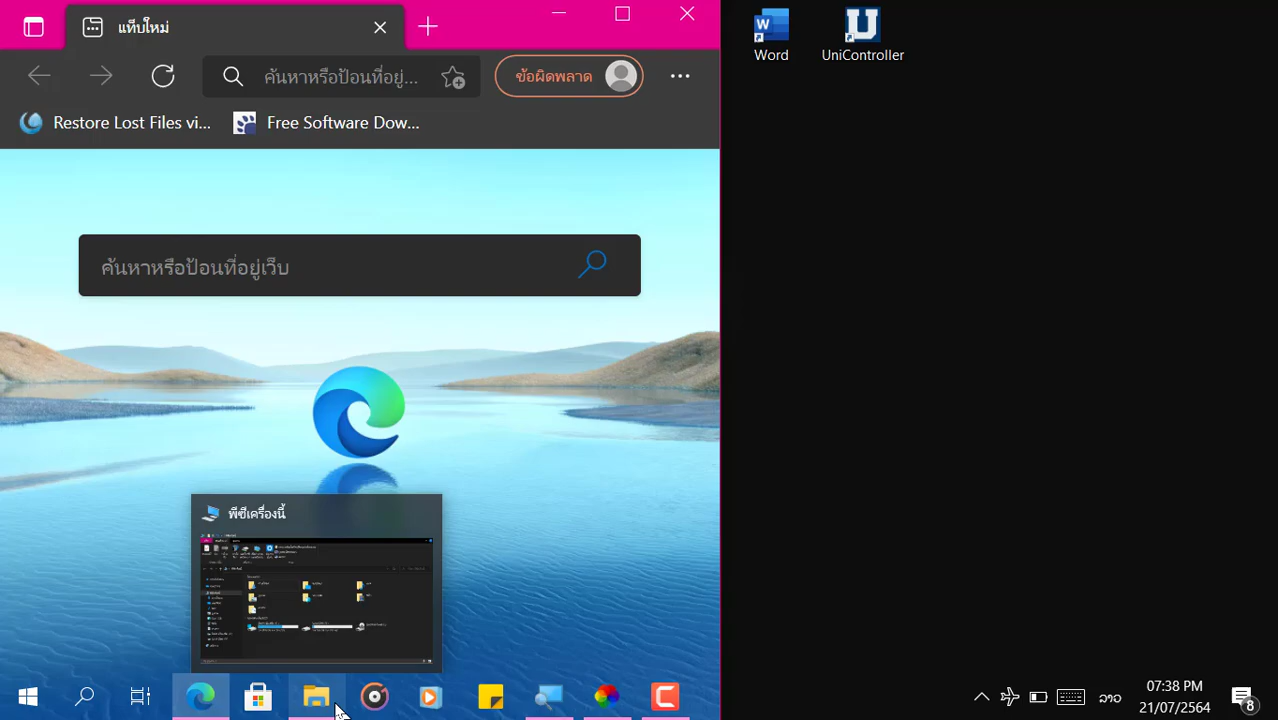 แท็บใหม่
ค้นหาหรือป้อนที่อยู่...
ข้อผิดพลาด
Restore Lost Files vi...
Free Software Dow...
ค้นหาหรือป้อนที่อยู่เว็บ
Word
UniController
พีซีเครื่องนี้
ລາວ
07:38 PM
21/07/2564
8